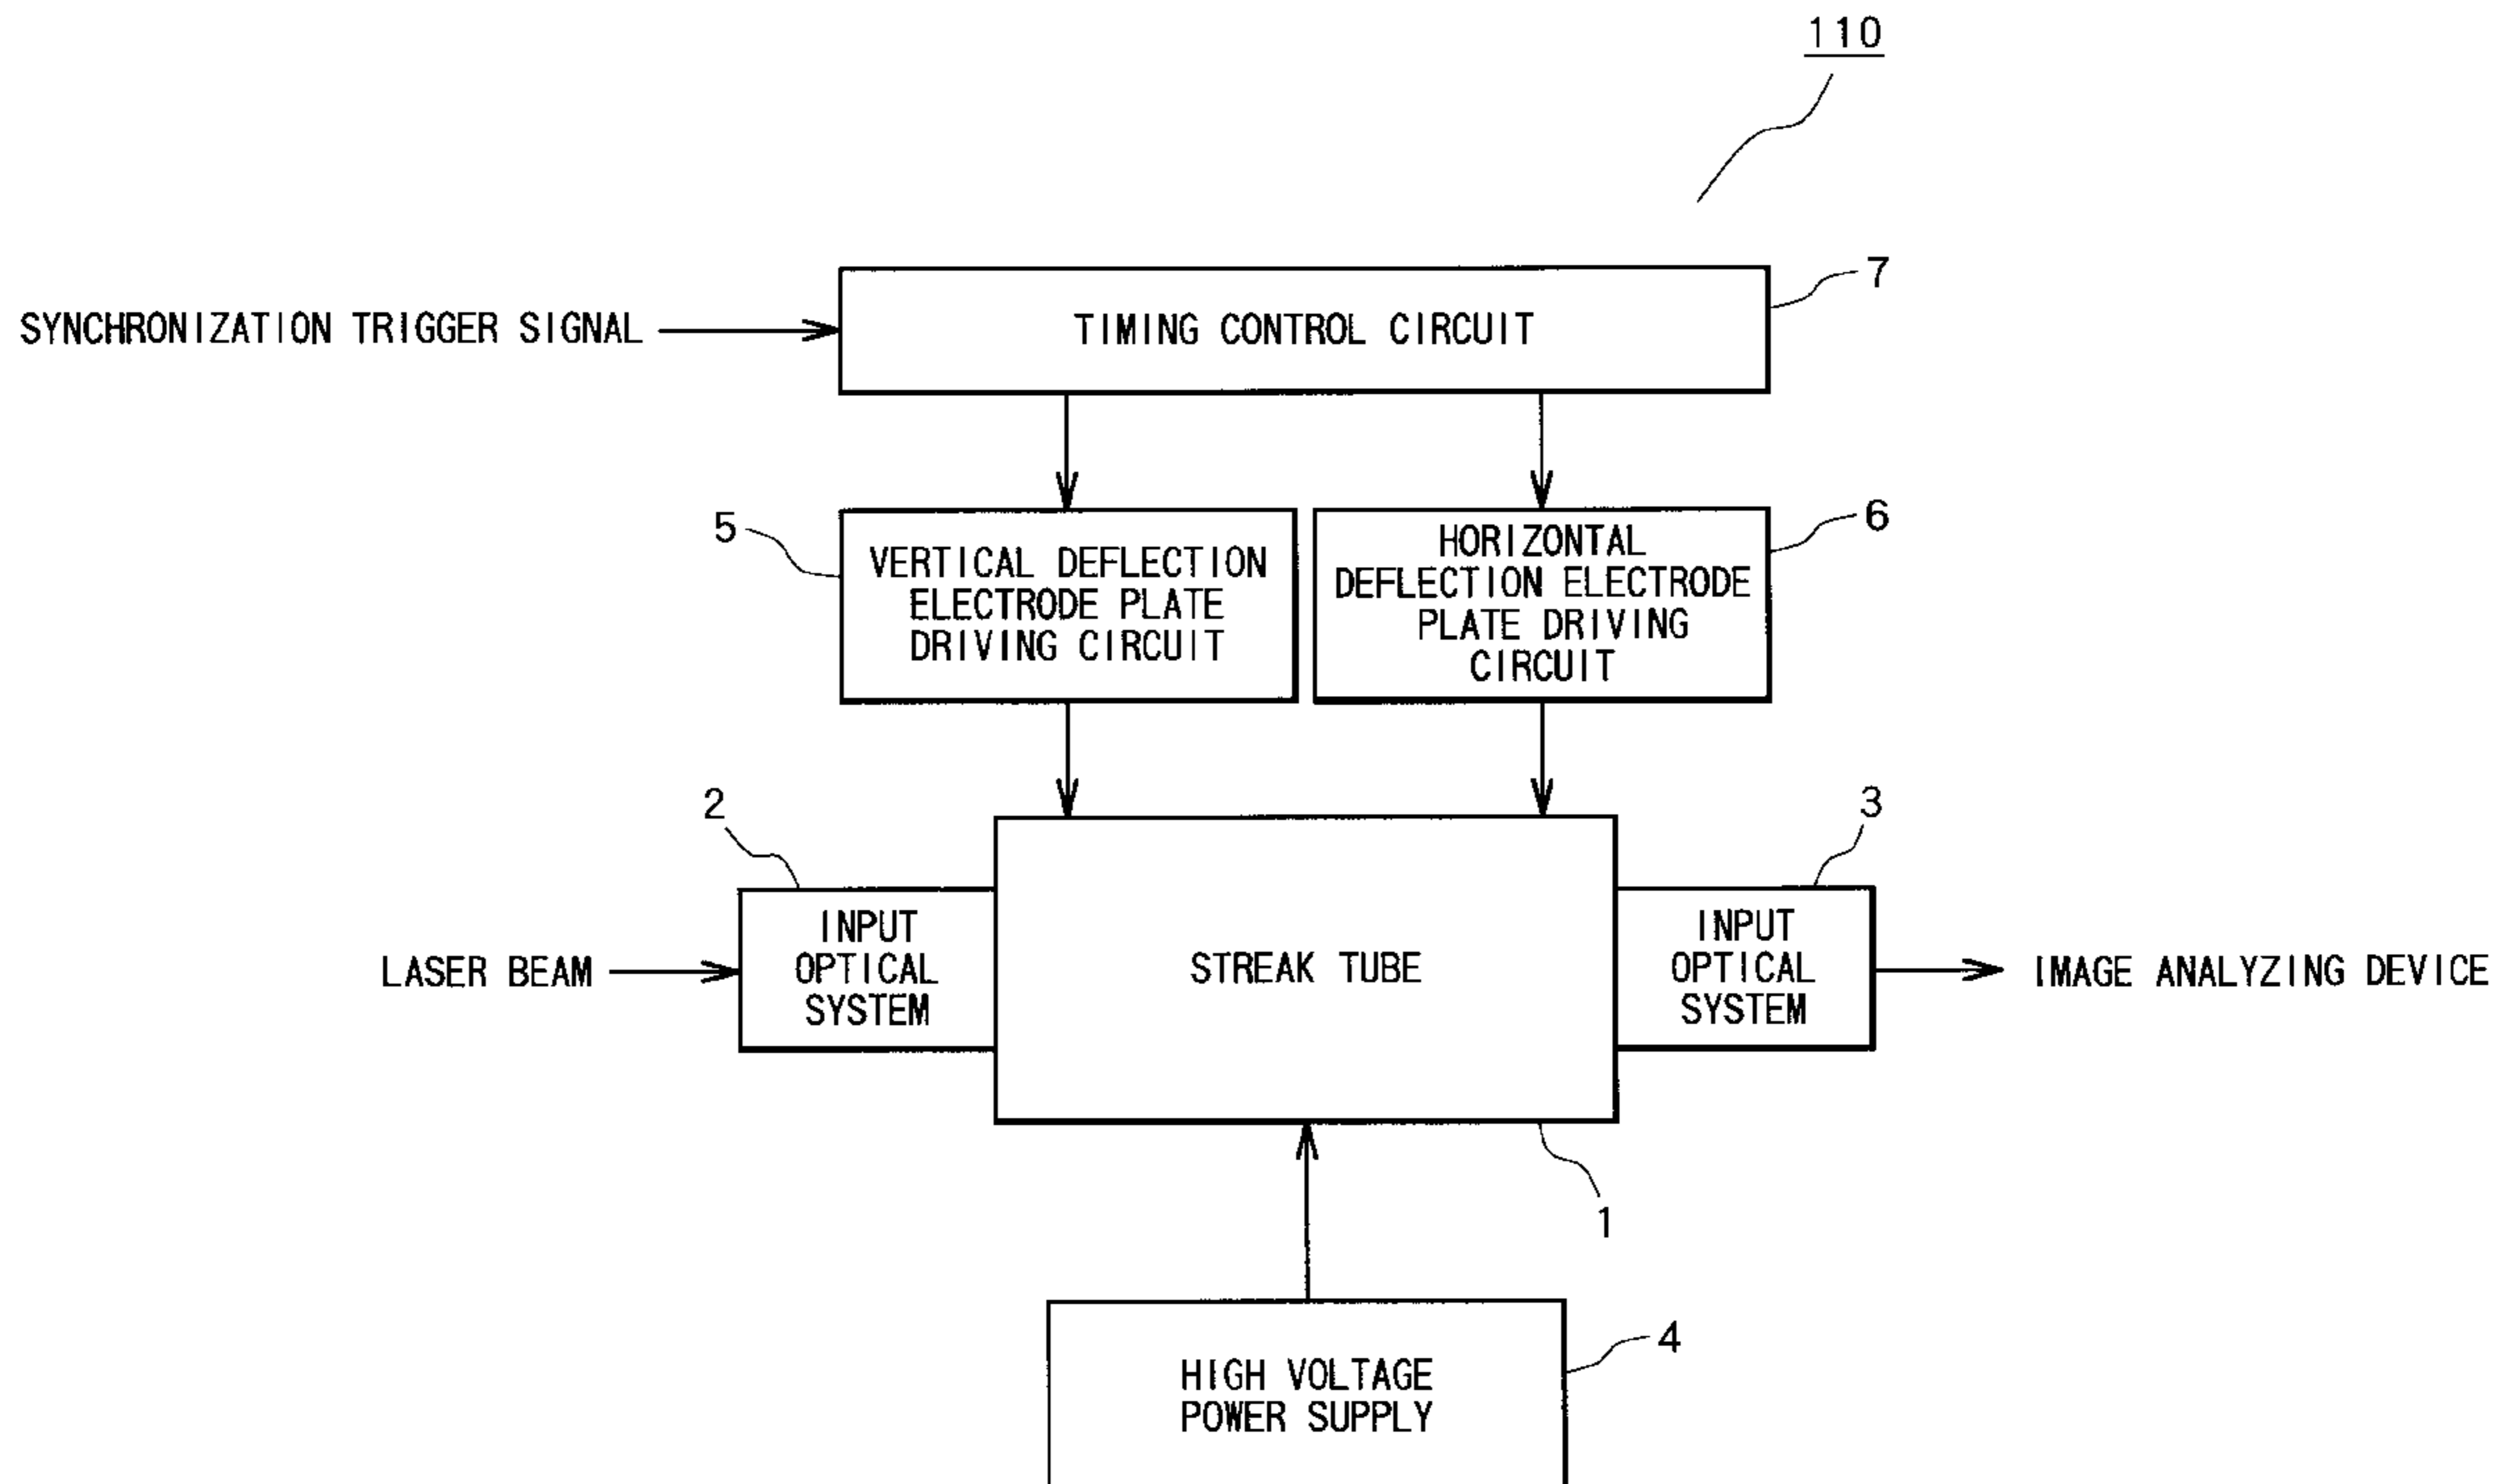 110
7
SYNCHRONIZATION TRIGGER SIGNAL
TIMING CONTROL CIRCUIT
5
VERTICAL DEFLECTION
ELECTRODE PLATE
DRIVING CIRCUIT
6
HORIZONTAL
DEFLECTION ELECTRODE
PLATE DRIVING
CIRCUIT
2
3
LASER BEAM
INPUT
OPTICAL
SYSTEM
STREAK TUBE
INPUT
OPTICAL
SYSTEM
IMAGE ANALYZING DEVICE
1
4
HIGH VOLTAGE
POWER SUPPLY